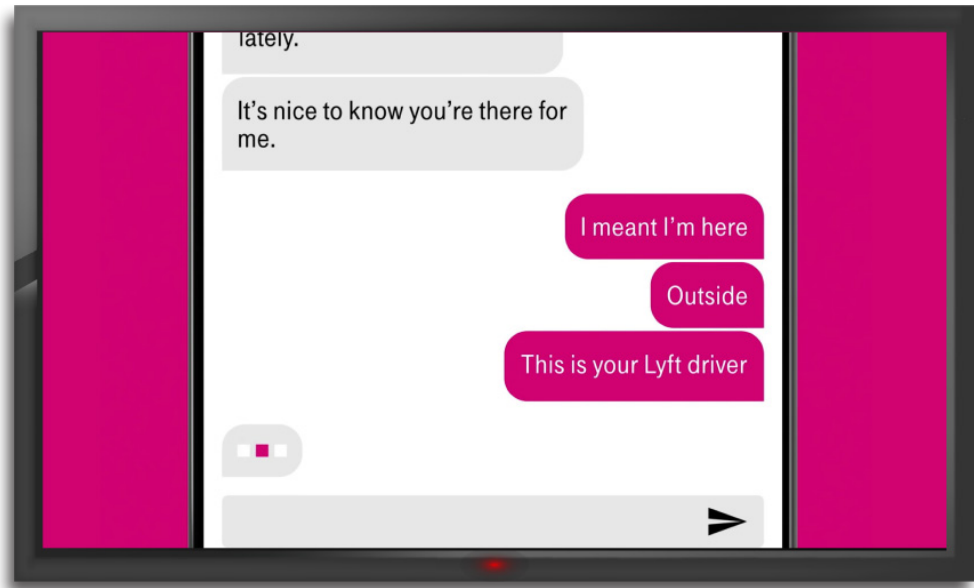 lately.
It's nice to know you're there for
me.
I meant I'm here
Outside
This is your Lyft driver